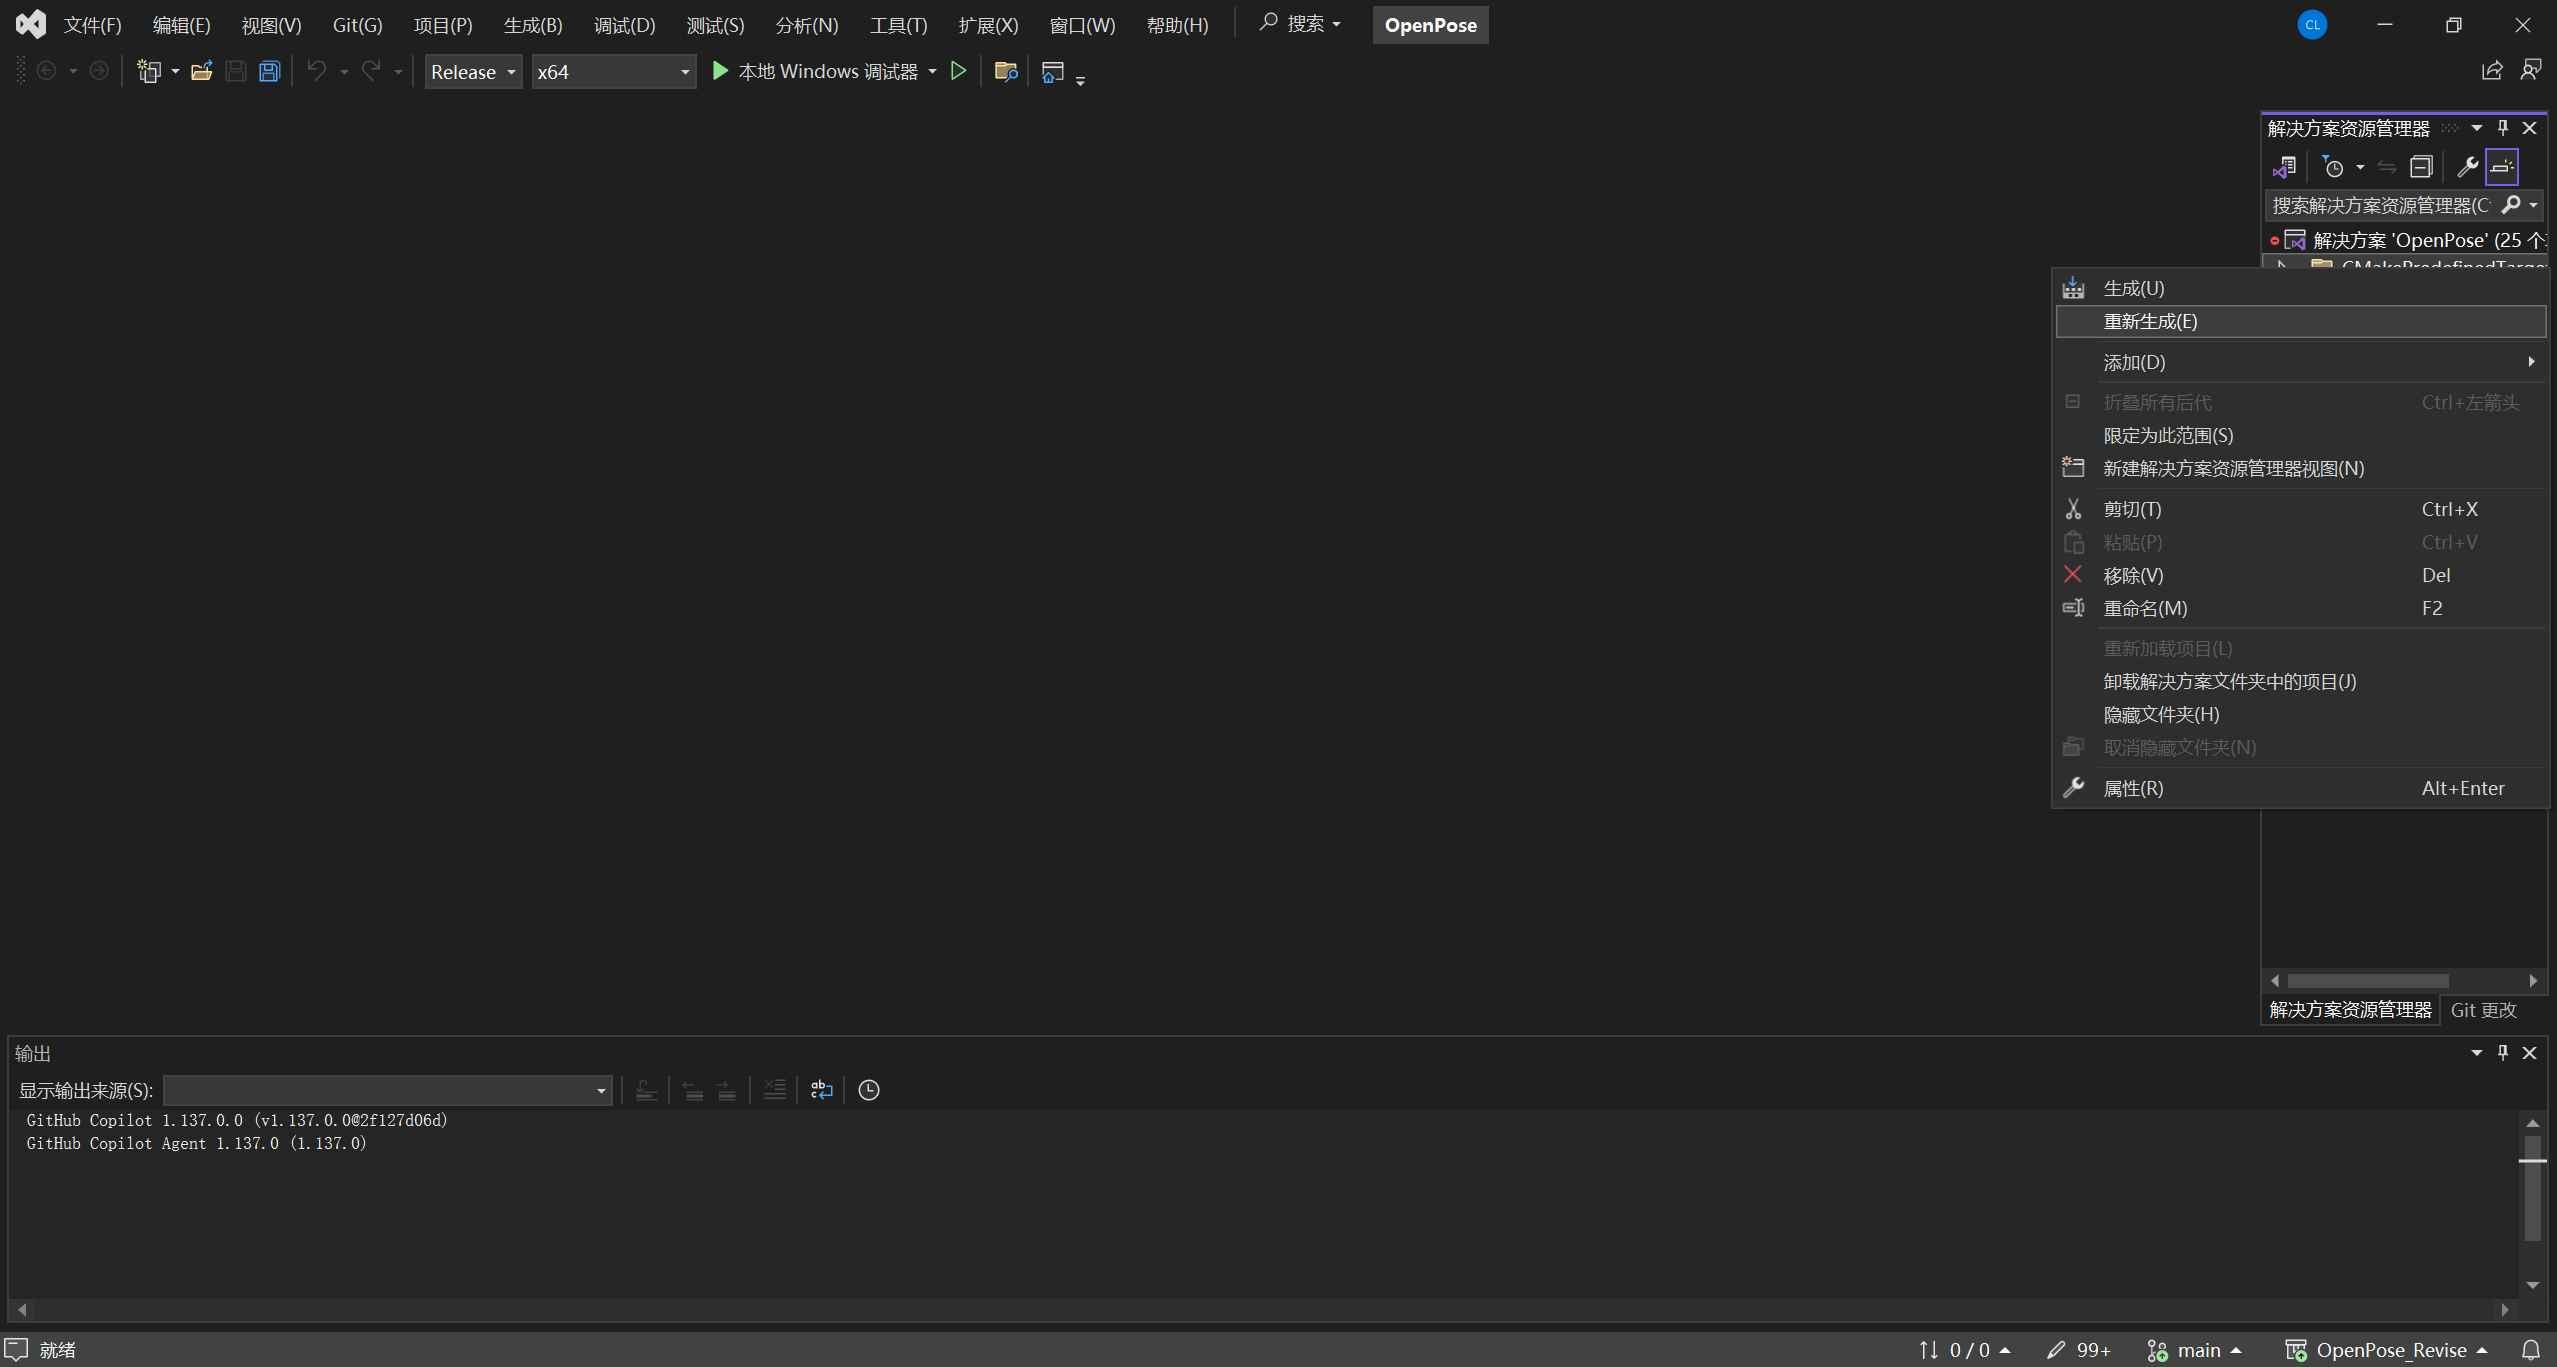 文件(F) 编辑(E) 视图(V) Git(G) 项目(P) 生成(B) 调试(D) 测试(S) 分析(N) 工具(T) 扩展(X) 窗口(W) 帮助(H) 搜索 OpenPose CL
Release x64 本地 Windows 调试器
解决方案资源管理器
搜索解决方案资源管理器(C
解决方案 'OpenPose' (25 个
CMakePredefinedTarge
生成(U)
重新生成(E)
添加(D)
折叠所有后代 Ctrl+左箭头
限定为此范围(S)
新建解决方案资源管理器视图(N)
剪切(T) Ctrl+X
粘贴(P) Ctrl+V
移除(V) Del
重命名(M) F2
重新加载项目(L)
卸载解决方案文件夹中的项目(J)
隐藏文件夹(H)
取消隐藏文件夹(N)
属性(R) Alt+Enter
解决方案资源管理器 Git 更改
输出
显示输出来源(S):
GitHub Copilot 1.137.0.0 (v1.137.0.0@2f127d06d)
GitHub Copilot Agent 1.137.0 (1.137.0)
就绪 0 / 0 99+ main OpenPose_Revise